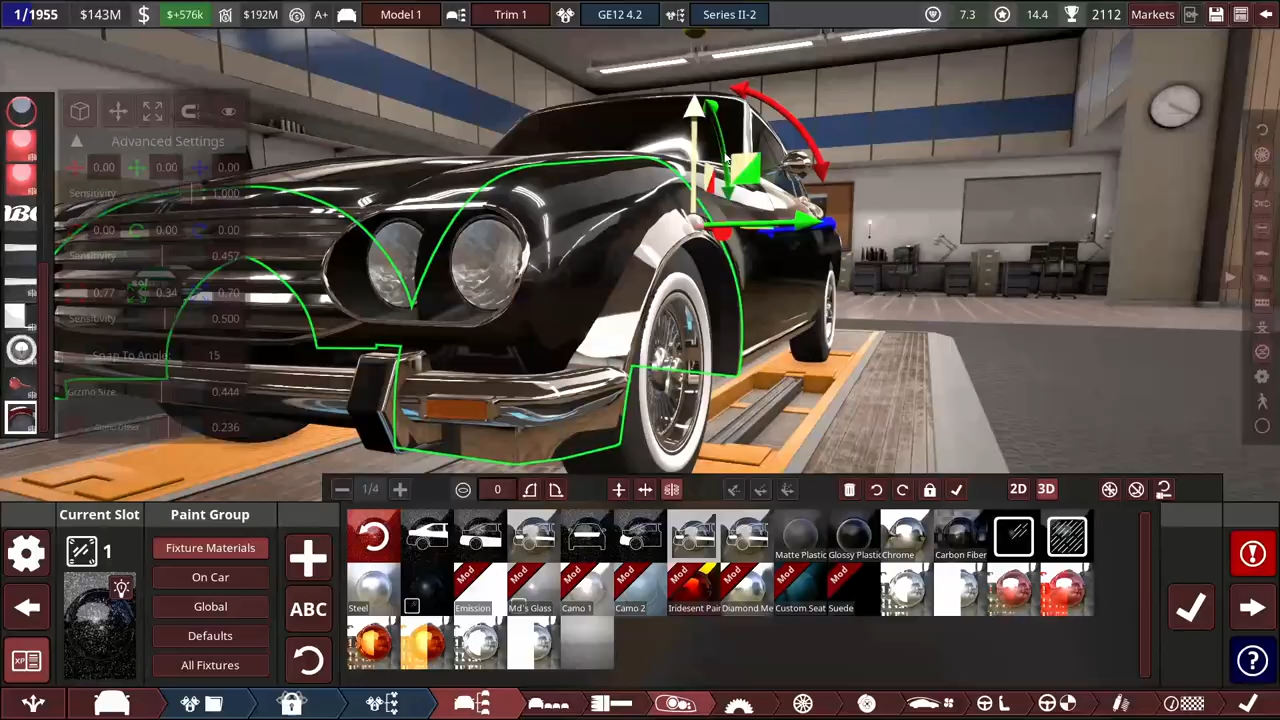 1/1955 $143M $ $+576k $192M A+ Model 1 Trim 1 GE12 4.2 Series II-2 7.3 14.4 2112 Markets
Advanced Settings
0.00 0.00 0.00
Sensitivity 1.000
0.00 0.00 0.00
Sensitivity 0.457
0.77 0.34 0.70
Sensitivity 0.500
Snap To Angle: 15
Gizmo Size 0.444
0.236
1/4 0 2D 3D
Current Slot
1
Paint Group
Fixture Materials
On Car
Global
Defaults
All Fixtures
ABC
Matte Plastic Glossy Plastic Chrome Carbon Fiber
Steel Mod Emission Mod Md's Glass Mod Camo 1 Mod Camo 2 Mod Iridesent Pain Mod Diamond Me Mod Custom Seat Mod Suede
XP
?